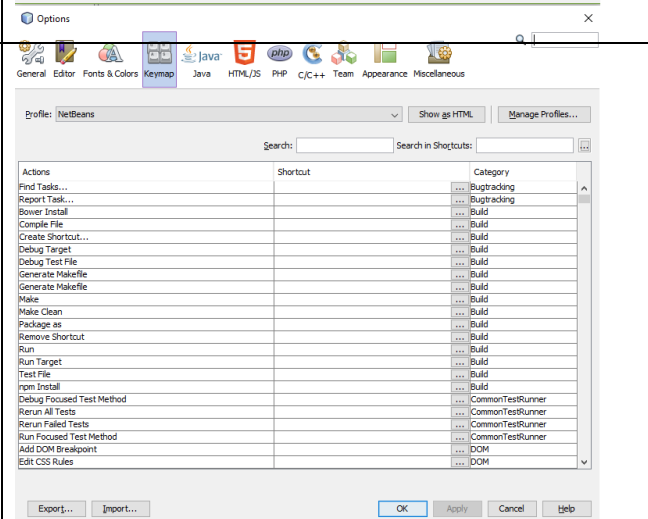 Options
General Editor Fonts & Colors Keymap Java HTML/JS PHP C/C++ Team Appearance Miscellaneous
Profile: NetBeans Show as HTML Manage Profiles...
Search: Search in Shortcuts: ...
Actions Shortcut Category
Find Tasks... ... Bugtracking
Report Task... ... Bugtracking
Bower Install ... Build
Compile File ... Build
Create Shortcut... ... Build
Debug Target ... Build
Debug Test File ... Build
Generate Makefile ... Build
Generate Makefile ... Build
Make ... Build
Make Clean ... Build
Package as ... Build
Remove Shortcut ... Build
Run ... Build
Run Target ... Build
Test File ... Build
npm Install ... Build
Debug Focused Test Method ... CommonTestRunner
Rerun All Tests ... CommonTestRunner
Rerun Failed Tests ... CommonTestRunner
Run Focused Test Method ... CommonTestRunner
Add DOM Breakpoint ... DOM
Edit CSS Rules ... DOM
Export... Import... OK Apply Cancel Help